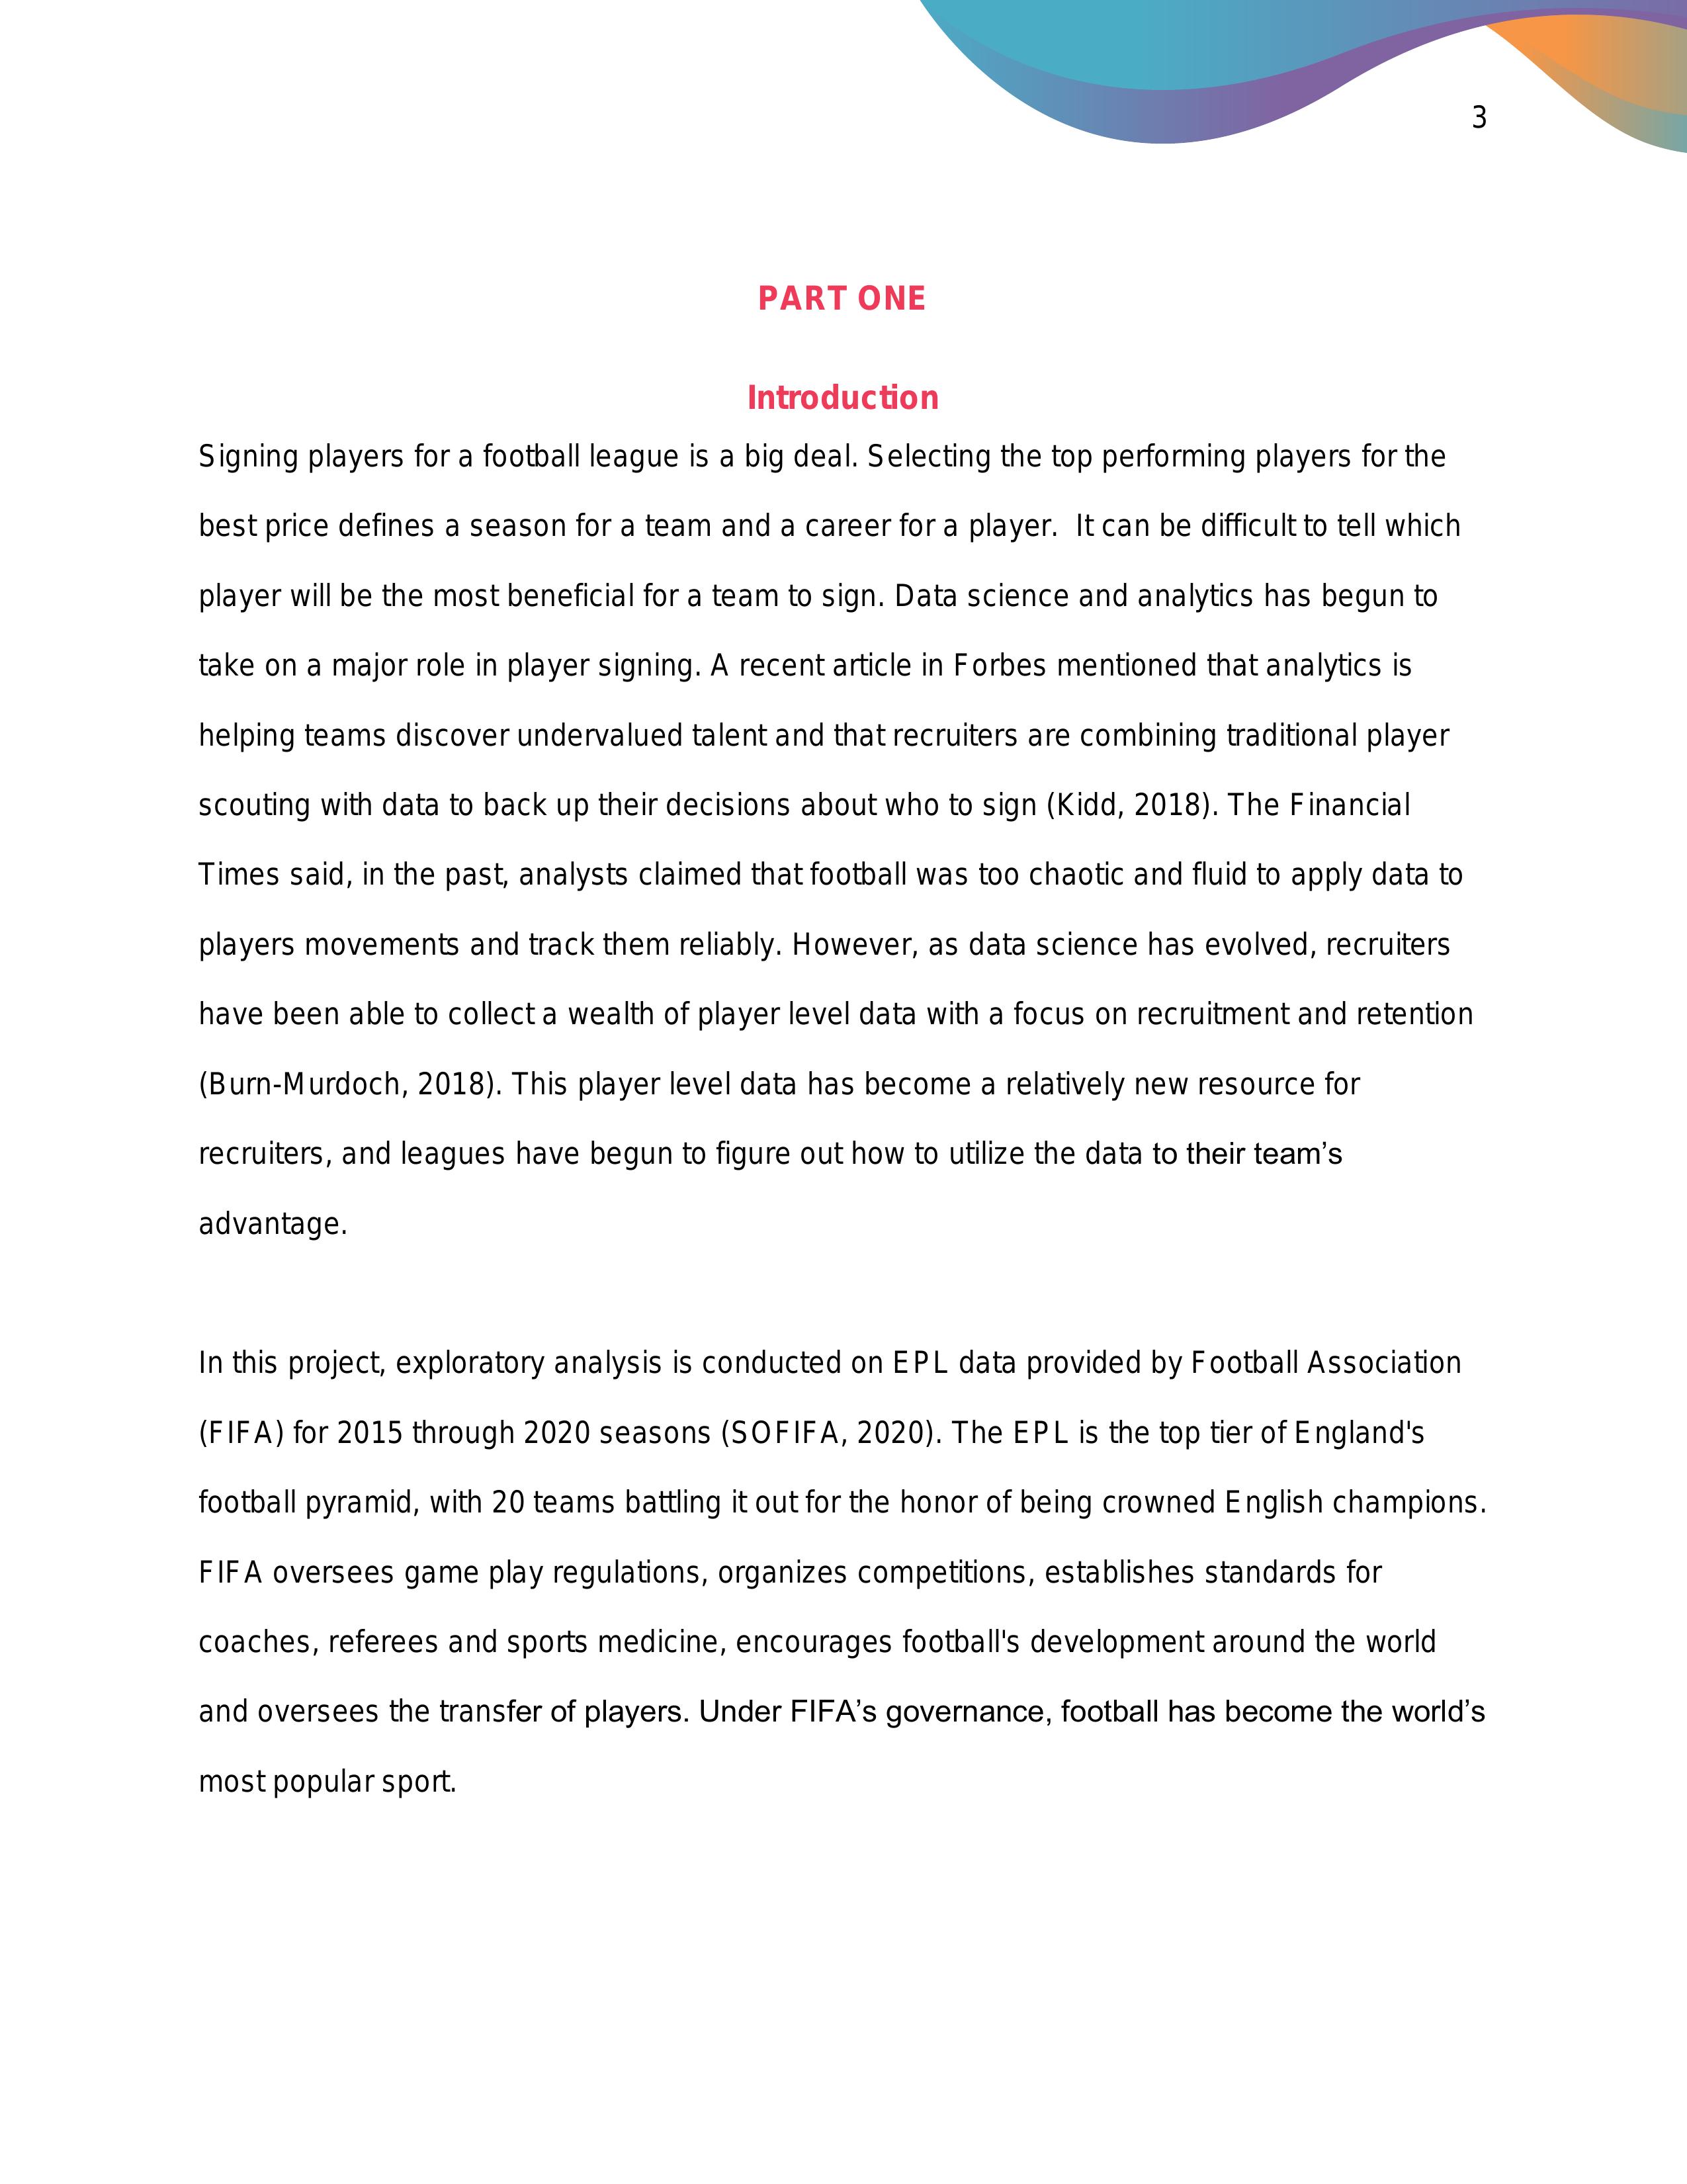 3
PART ONE
Introduction
Signing players for a football league is a big deal. Selecting the top performing players for the
best price defines a season for a team and a career for a player.  It can be difficult to tell which
player will be the most beneficial for a team to sign. Data science and analytics has begun to
take on a major role in player signing. A recent article in Forbes mentioned that analytics is
helping teams discover undervalued talent and that recruiters are combining traditional player
scouting with data to back up their decisions about who to sign (Kidd, 2018). The Financial
Times said, in the past, analysts claimed that football was too chaotic and fluid to apply data to
players movements and track them reliably. However, as data science has evolved, recruiters
have been able to collect a wealth of player level data with a focus on recruitment and retention
(Burn-Murdoch, 2018). This player level data has become a relatively new resource for
recruiters, and leagues have begun to figure out how to utilize the data to their team’s
advantage.
In this project, exploratory analysis is conducted on EPL data provided by Football Association
(FIFA) for 2015 through 2020 seasons (SOFIFA, 2020). The EPL is the top tier of England's
football pyramid, with 20 teams battling it out for the honor of being crowned English champions.
FIFA oversees game play regulations, organizes competitions, establishes standards for
coaches, referees and sports medicine, encourages football's development around the world
and oversees the transfer of players. Under FIFA’s governance, football has become the world’s
most popular sport.